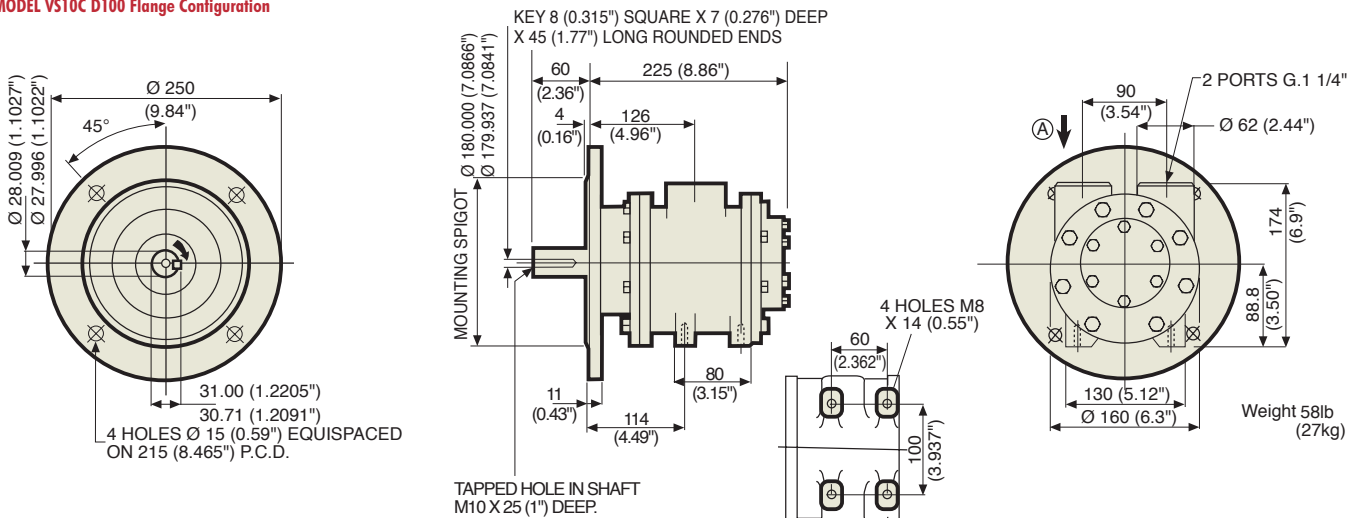 MODEL VS10C D100 Flange Configuration
Ø 28.009 (1.1027")
Ø 27.996 (1.1022")
Ø 250
(9.84")
45°
31.00 (1.2205")
30.71 (1.2091")
4 HOLES Ø 15 (0.59") EQUISPACED
ON 215 (8.465") P.C.D.
KEY 8 (0.315") SQUARE X 7 (0.276") DEEP
X 45 (1.77") LONG ROUNDED ENDS
Ø 180.000 (7.0866")
Ø 179.937 (7.0841")
MOUNTING SPIGOT
60
(2.36")
225 (8.86")
4
(0.16")
126
(4.96")
11
(0.43")
114
(4.49")
80
(3.15")
TAPPED HOLE IN SHAFT
M10 X 25 (1") DEEP.
4 HOLES M8
X 14 (0.55")
60
(2.362")
100
(3.937")
A
90
(3.54")
2 PORTS G.1 1/4"
Ø 62 (2.44")
174
(6.9")
88.8
(3.50")
130 (5.12")
Ø 160 (6.3")
Weight 58lb
(27kg)